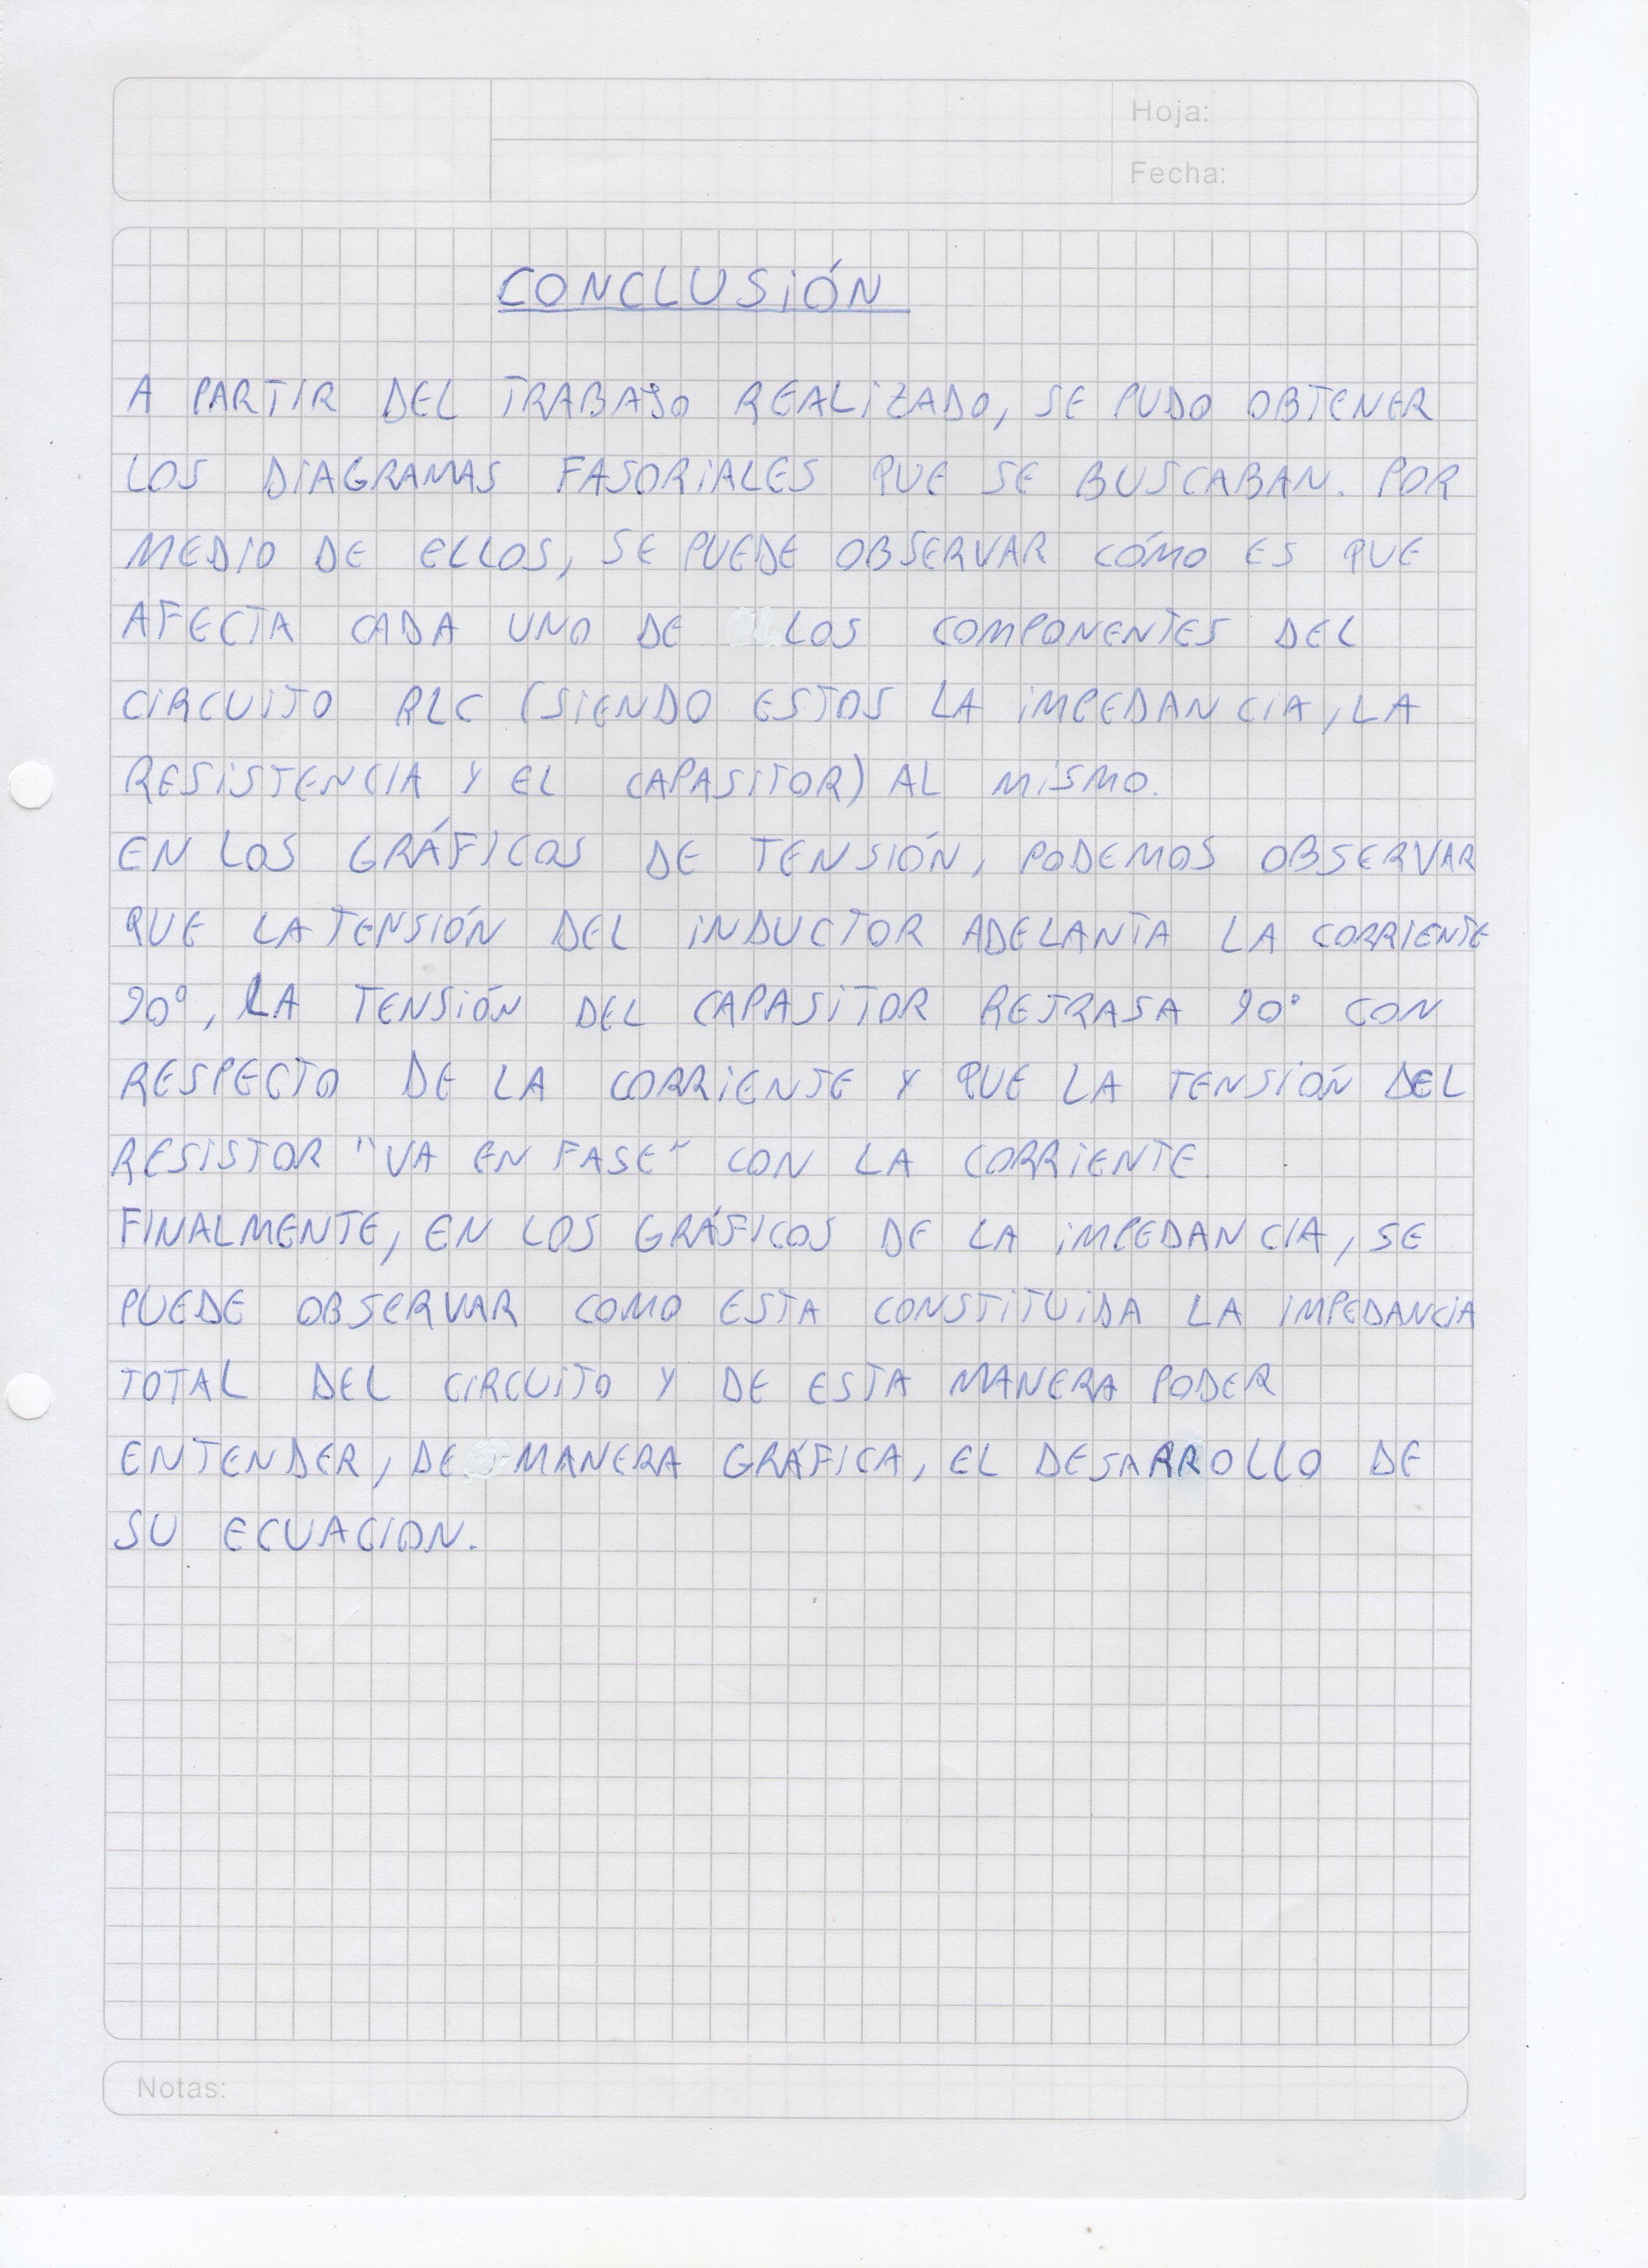 Hoja:
Fecha:
CONCLUSIÓN
A PARTIR DEL TRABAJO REALIZADO, SE PUDO OBTENER
LOS DIAGRAMAS FASORIALES QUE SE BUSCABAN. POR
MEDIO DE ELLOS, SE PUEDE OBSERVAR CÓMO ES QUE
AFECTA CADA UNO DE LOS COMPONENTES DEL
CIRCUITO RLC (SIENDO ESTOS LA IMPEDANCIA, LA
RESISTENCIA Y EL CAPASITOR) AL MISMO.
EN LOS GRÁFICOS DE TENSIÓN, PODEMOS OBSERVAR
QUE LA TENSIÓN DEL INDUCTOR ADELANTA LA CORRIENTE
90°, LA TENSIÓN DEL CAPASITOR RETRASA 90° CON
RESPECTO DE LA CORRIENTE Y QUE LA TENSIÓN DEL
RESISTOR "VA EN FASE" CON LA CORRIENTE.
FINALMENTE, EN LOS GRÁFICOS DE LA IMPEDANCIA, SE
PUEDE OBSERVAR COMO ESTA CONSTITUIDA LA IMPEDANCIA
TOTAL DEL CIRCUITO Y DE ESTA MANERA PODER
ENTENDER, DE MANERA GRÁFICA, EL DESARROLLO DE
SU ECUACION.
Notas: